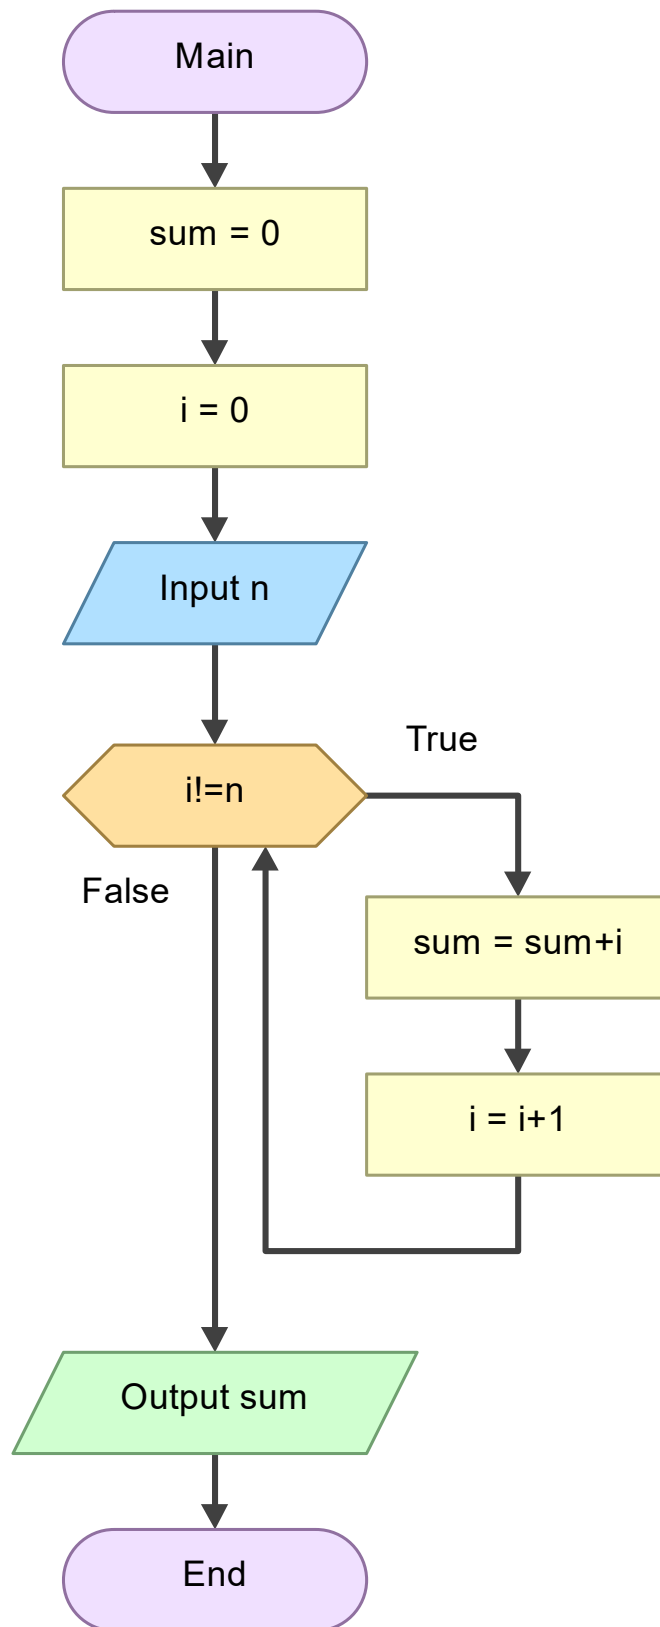 Main
sum = 0
i = 0
Input n
i!=n
True
False
sum = sum+i
i = i+1
Output sum
End